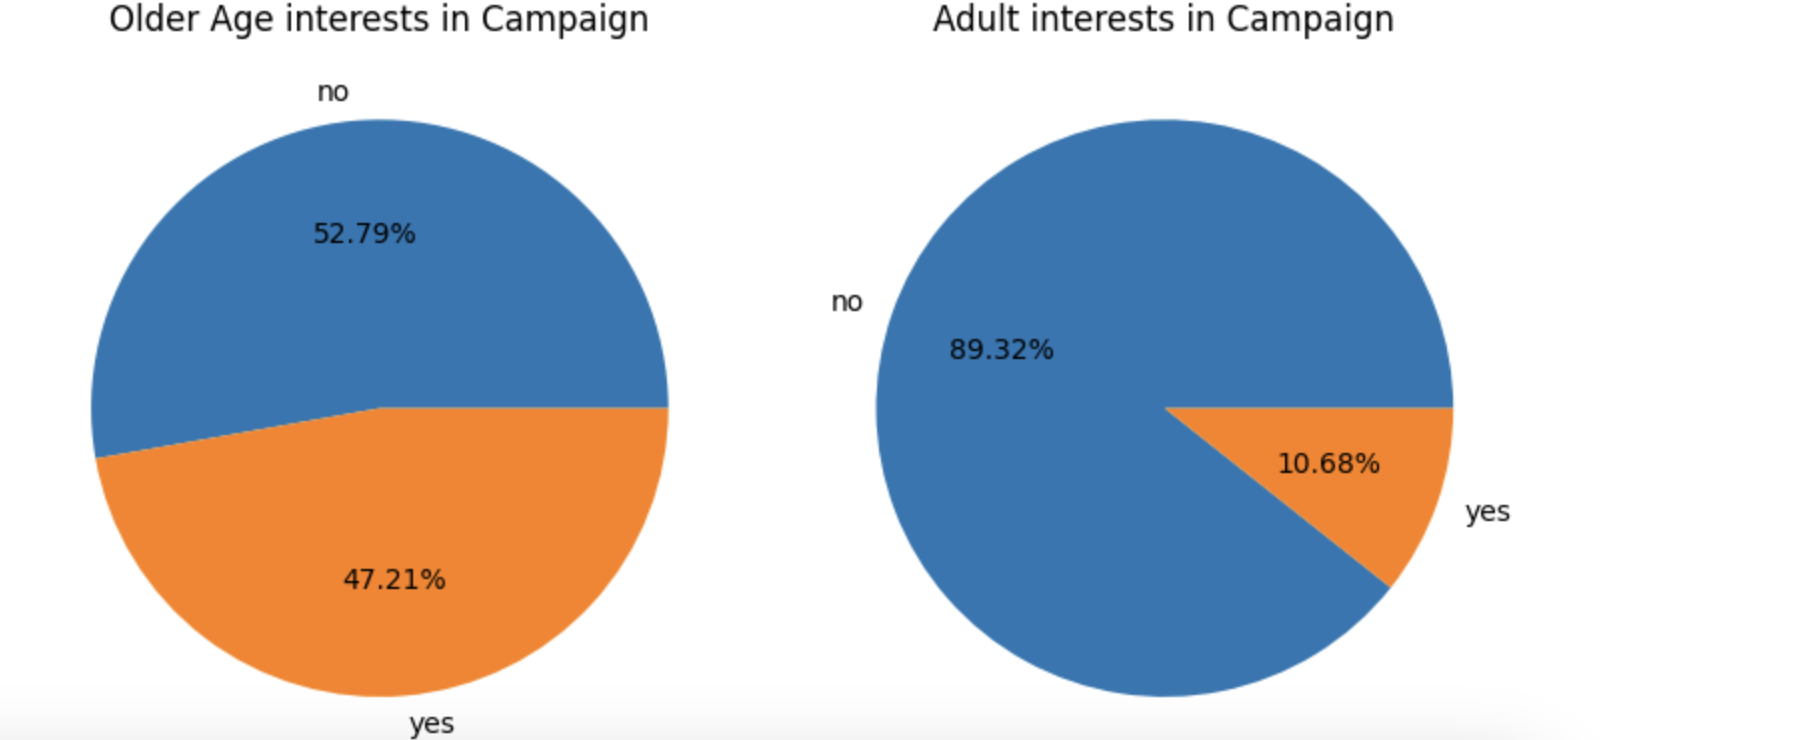 Older Age interests in Campaign
no
52.79%
47.21%
yes
Adult interests in Campaign
no
89.32%
10.68%
yes